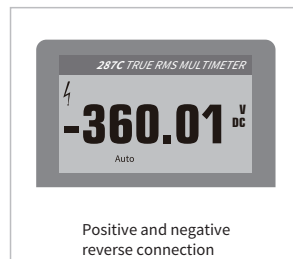 287C TRUE RMS MULTIMETER
-360.01 V DC
Auto
Positive and negative
reverse connection